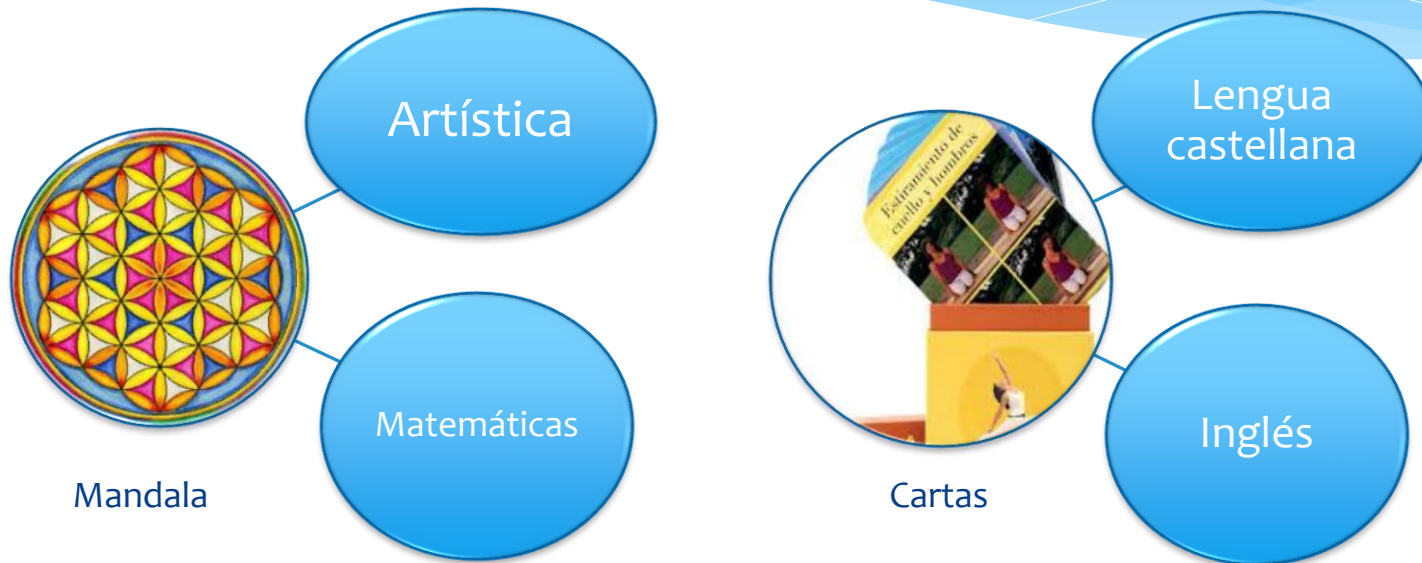 Artística
Matemáticas
Mandala
Estiramiento de
cuello y hombros
Lengua
castellana
Inglés
Cartas